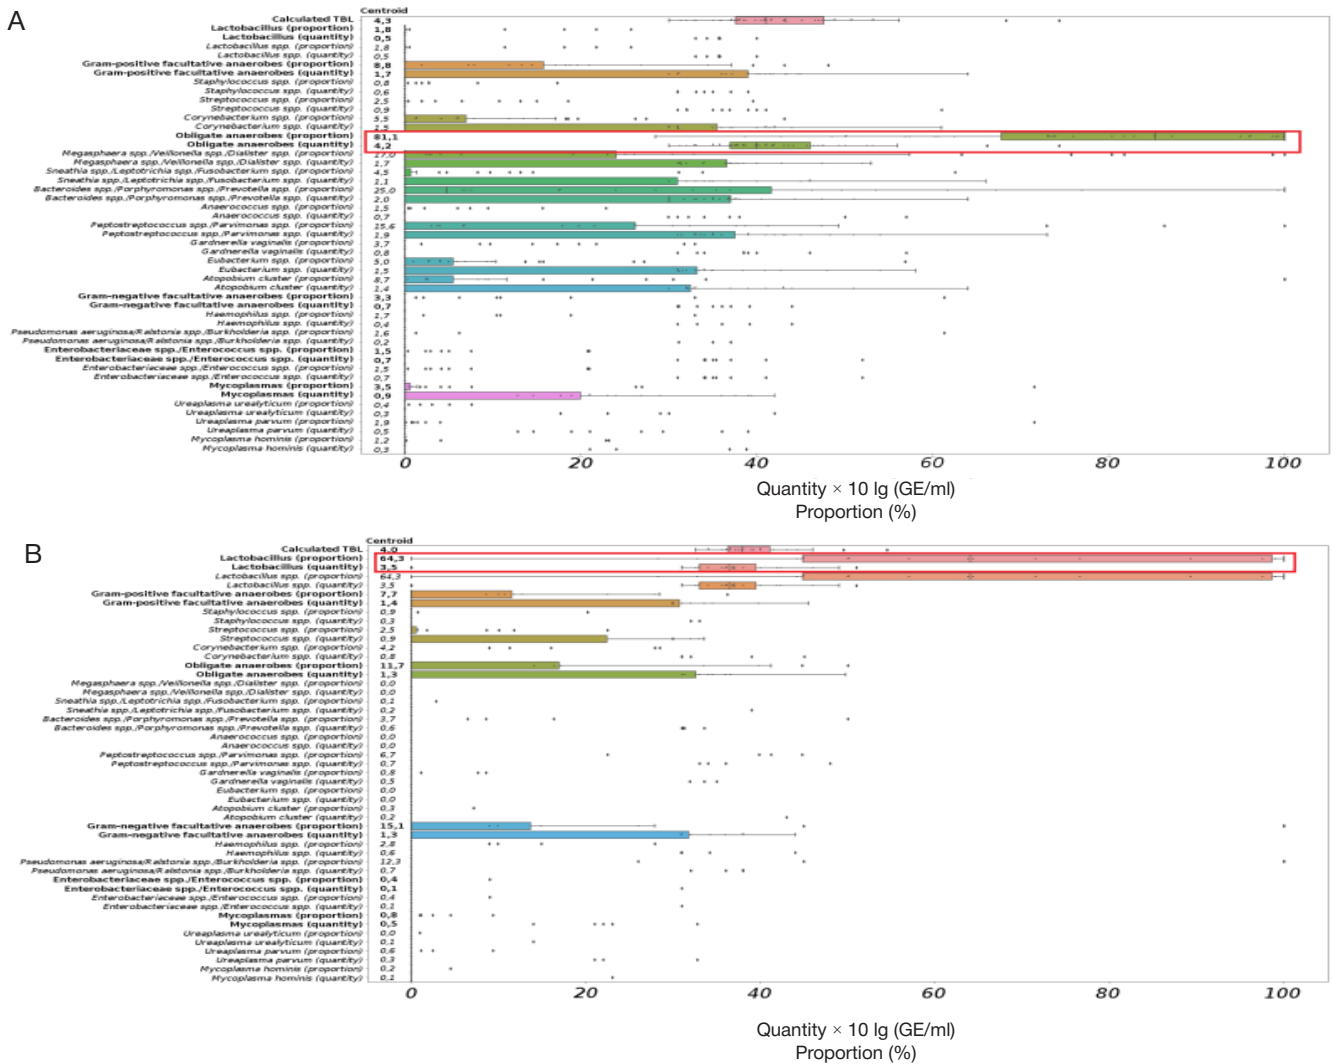 A
Centroid
Calculated TBL 4,3
Lactobacillus (proportion) 1,8
Lactobacillus (quantity) 0,5
Lactobacillus spp. (proportion) 1,8
Lactobacillus spp. (quantity) 0,5
Gram-positive facultative anaerobes (proportion) 8,8
Gram-positive facultative anaerobes (quantity) 1,7
Staphylococcus spp. (proportion) 0,8
Staphylococcus spp. (quantity) 0,6
Streptococcus spp. (proportion) 2,5
Streptococcus spp. (quantity) 0,9
Corynebacterium spp. (proportion) 5,5
Corynebacterium spp. (quantity) 1,5
Obligate anaerobes (proportion) 81,1
Obligate anaerobes (quantity) 4,2
Megasphaera spp./Veillonella spp./Dialister spp. (proportion) 17,0
Megasphaera spp./Veillonella spp./Dialister spp. (quantity) 1,7
Sneathia spp./Leptotrichia spp./Fusobacterium spp. (proportion) 4,5
Sneathia spp./Leptotrichia spp./Fusobacterium spp. (quantity) 1,1
Bacteroides spp./Porphyromonas spp./Prevotella spp. (proportion) 25,0
Bacteroides spp./Porphyromonas spp./Prevotella spp. (quantity) 2,0
Anaerococcus spp. (proportion) 1,5
Anaerococcus spp. (quantity) 0,7
Peptostreptococcus spp./Parvimonas spp. (proportion) 15,6
Peptostreptococcus spp./Parvimonas spp. (quantity) 1,9
Gardnerella vaginalis (proportion) 3,7
Gardnerella vaginalis (quantity) 0,8
Eubacterium spp. (proportion) 5,0
Eubacterium spp. (quantity) 1,5
Atopobium cluster (proportion) 8,7
Atopobium cluster (quantity) 1,4
Gram-negative facultative anaerobes (proportion) 3,3
Gram-negative facultative anaerobes (quantity) 0,7
Haemophilus spp. (proportion) 1,7
Haemophilus spp. (quantity) 0,4
Pseudomonas aeruginosa/Ralstonia spp./Burkholderia spp. (proportion) 1,6
Pseudomonas aeruginosa/Ralstonia spp./Burkholderia spp. (quantity) 0,2
Enterobacteriaceae spp./Enterococcus spp. (proportion) 1,5
Enterobacteriaceae spp./Enterococcus spp. (quantity) 0,7
Enterobacteriaceae spp./Enterococcus spp. (proportion) 1,5
Enterobacteriaceae spp./Enterococcus spp. (quantity) 0,7
Mycoplasmas (proportion) 3,5
Mycoplasmas (quantity) 0,9
Ureaplasma urealyticum (proportion) 0,4
Ureaplasma urealyticum (quantity) 0,3
Ureaplasma parvum (proportion) 1,9
Ureaplasma parvum (quantity) 0,5
Mycoplasma hominis (proportion) 1,2
Mycoplasma hominis (quantity) 0,3
0 20 40 60 80 100
Quantity × 10 lg (GE/ml)
Proportion (%)
B
Centroid
Calculated TBL 4,0
Lactobacillus (proportion) 64,3
Lactobacillus (quantity) 3,5
Lactobacillus spp. (proportion) 64,3
Lactobacillus spp. (quantity) 3,5
Gram-positive facultative anaerobes (proportion) 7,7
Gram-positive facultative anaerobes (quantity) 1,4
Staphylococcus spp. (proportion) 0,9
Staphylococcus spp. (quantity) 0,3
Streptococcus spp. (proportion) 2,5
Streptococcus spp. (quantity) 0,9
Corynebacterium spp. (proportion) 4,2
Corynebacterium spp. (quantity) 0,8
Obligate anaerobes (proportion) 11,7
Obligate anaerobes (quantity) 1,3
Megasphaera spp./Veillonella spp./Dialister spp. (proportion) 0,0
Megasphaera spp./Veillonella spp./Dialister spp. (quantity) 0,0
Sneathia spp./Leptotrichia spp./Fusobacterium spp. (proportion) 0,1
Sneathia spp./Leptotrichia spp./Fusobacterium spp. (quantity) 0,2
Bacteroides spp./Porphyromonas spp./Prevotella spp. (proportion) 3,7
Bacteroides spp./Porphyromonas spp./Prevotella spp. (quantity) 0,6
Anaerococcus spp. (proportion) 0,0
Anaerococcus spp. (quantity) 0,0
Peptostreptococcus spp./Parvimonas spp. (proportion) 6,7
Peptostreptococcus spp./Parvimonas spp. (quantity) 0,7
Gardnerella vaginalis (proportion) 0,8
Gardnerella vaginalis (quantity) 0,5
Eubacterium spp. (proportion) 0,0
Eubacterium spp. (quantity) 0,0
Atopobium cluster (proportion) 0,3
Atopobium cluster (quantity) 0,2
Gram-negative facultative anaerobes (proportion) 15,1
Gram-negative facultative anaerobes (quantity) 1,3
Haemophilus spp. (proportion) 2,8
Haemophilus spp. (quantity) 0,6
Pseudomonas aeruginosa/Ralstonia spp./Burkholderia spp. (proportion) 12,3
Pseudomonas aeruginosa/Ralstonia spp./Burkholderia spp. (quantity) 0,7
Enterobacteriaceae spp./Enterococcus spp. (proportion) 0,4
Enterobacteriaceae spp./Enterococcus spp. (quantity) 0,1
Enterobacteriaceae spp./Enterococcus spp. (proportion) 0,4
Enterobacteriaceae spp./Enterococcus spp. (quantity) 0,1
Mycoplasmas (proportion) 0,8
Mycoplasmas (quantity) 0,5
Ureaplasma urealyticum (proportion) 0,0
Ureaplasma urealyticum (quantity) 0,1
Ureaplasma parvum (proportion) 0,6
Ureaplasma parvum (quantity) 0,3
Mycoplasma hominis (proportion) 0,2
Mycoplasma hominis (quantity) 0,1
0 20 40 60 80 100
Quantity × 10 lg (GE/ml)
Proportion (%)